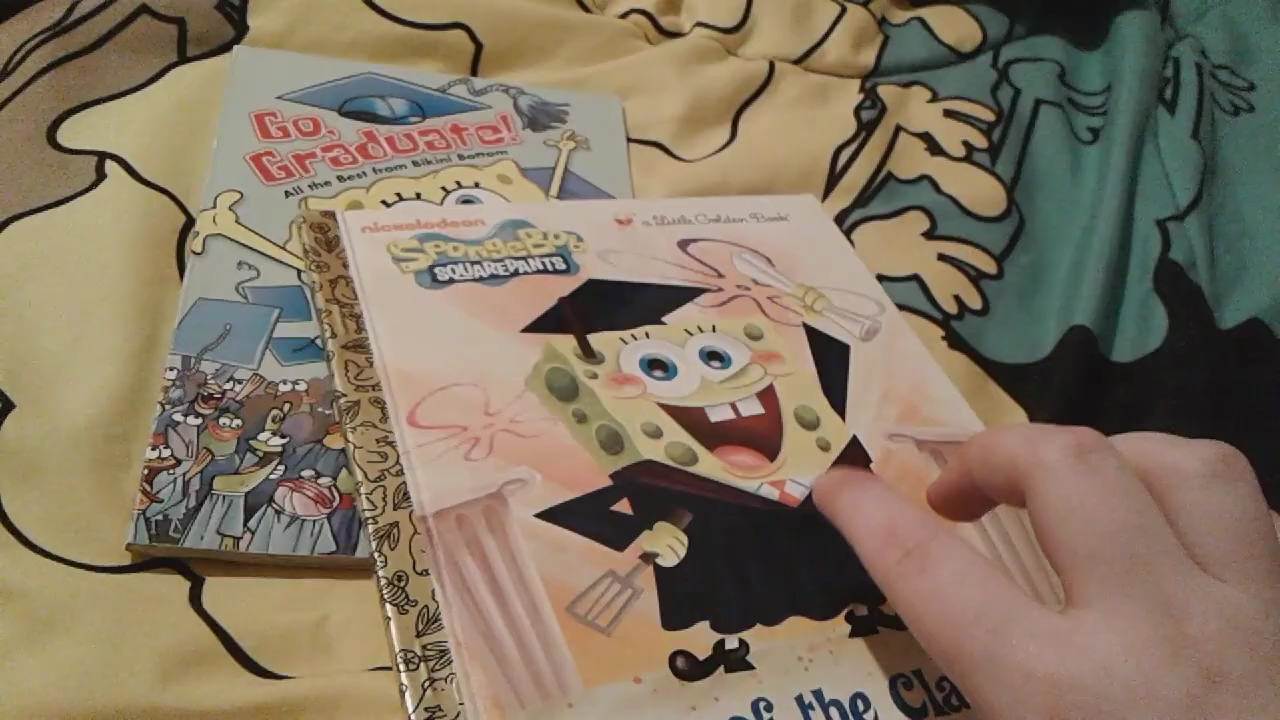 Go,
Graduate!
All the Best from Bikini Bottom
nickelodeon
a Little Golden Book
SpongeBob
SQUAREPANTS
of the Cla